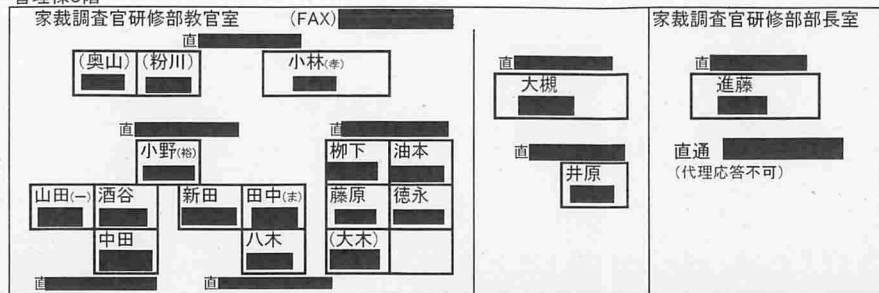 家裁調査官研修部教官室 (FAX)
家裁調査官研修部部長室
直
(奥山) (粉川) 小林(孝)
直
大槻
直
進藤
直
小野(裕)
直
栁下 油本
直
井原
直通
(代理応答不可)
山田(一) 酒谷 新田 田中(ま) 藤原 徳永
中田 八木 (大木)
直
直